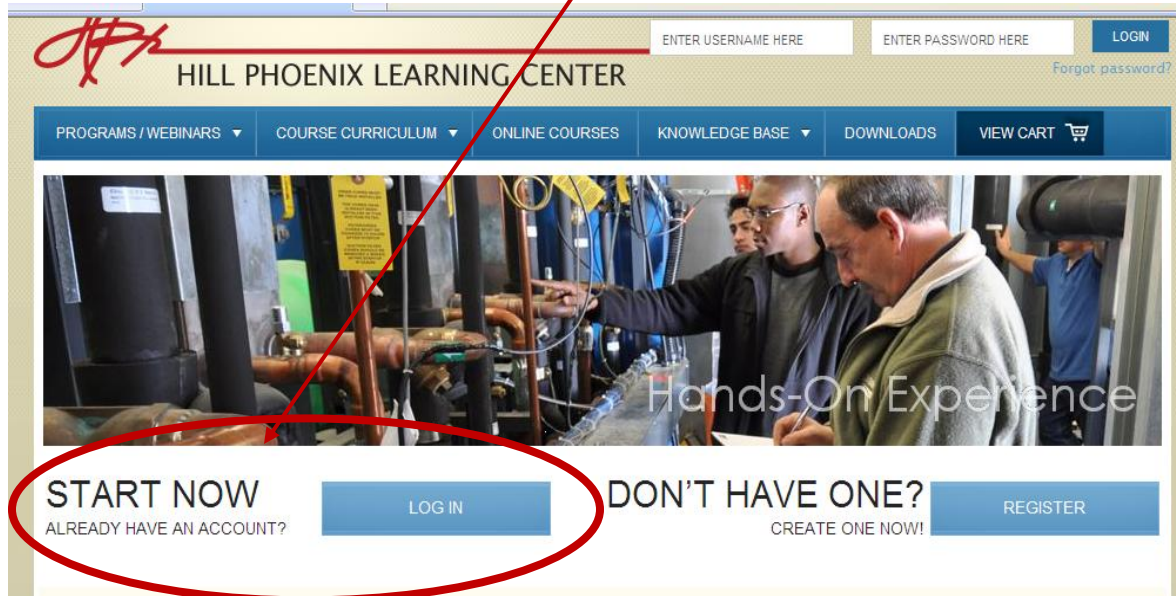 ENTER USERNAME HERE ENTER PASSWORD HERE LOGIN
HILL PHOENIX LEARNING CENTER
Forgot password?
PROGRAMS / WEBINARS COURSE CURRICULUM ONLINE COURSES KNOWLEDGE BASE DOWNLOADS VIEW CART
Hands-On Experience
START NOW LOG IN DON'T HAVE ONE? REGISTER
ALREADY HAVE AN ACCOUNT? CREATE ONE NOW!